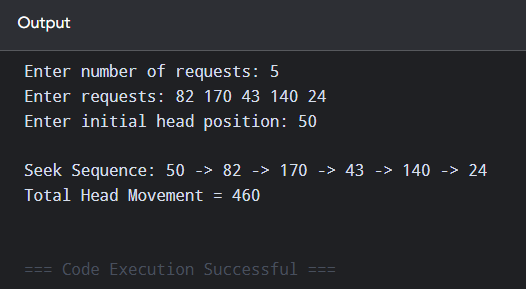 Output
Enter number of requests: 5
Enter requests: 82 170 43 140 24
Enter initial head position: 50
Seek Sequence: 50 -> 82 -> 170 -> 43 -> 140 -> 24
Total Head Movement = 460
=== Code Execution Successful ===